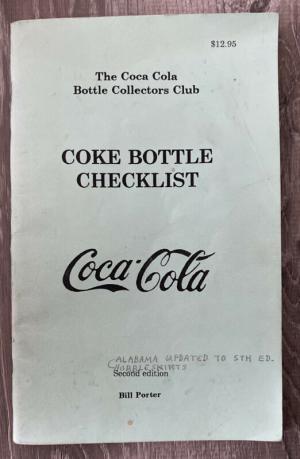 $12.95
The Coca Cola
Bottle Collectors Club
COKE BOTTLE
CHECKLIST
Coca-Cola
ALABAMA UPDATED TO 5TH ED.
HOBBLESKIRTS
Second edition
Bill Porter